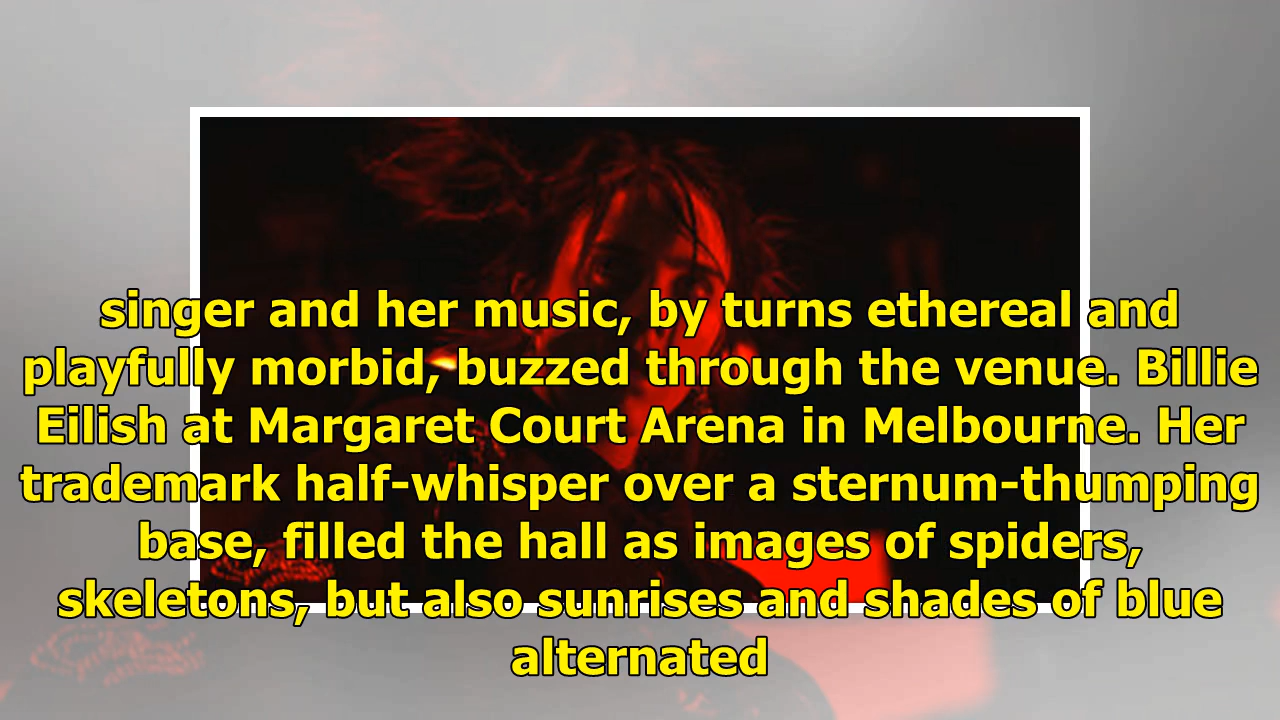 singer and her music, by turns ethereal and
playfully morbid, buzzed through the venue. Billie
Eilish at Margaret Court Arena in Melbourne. Her
trademark half-whisper over a sternum-thumping
base, filled the hall as images of spiders,
skeletons, but also sunrises and shades of blue
alternated